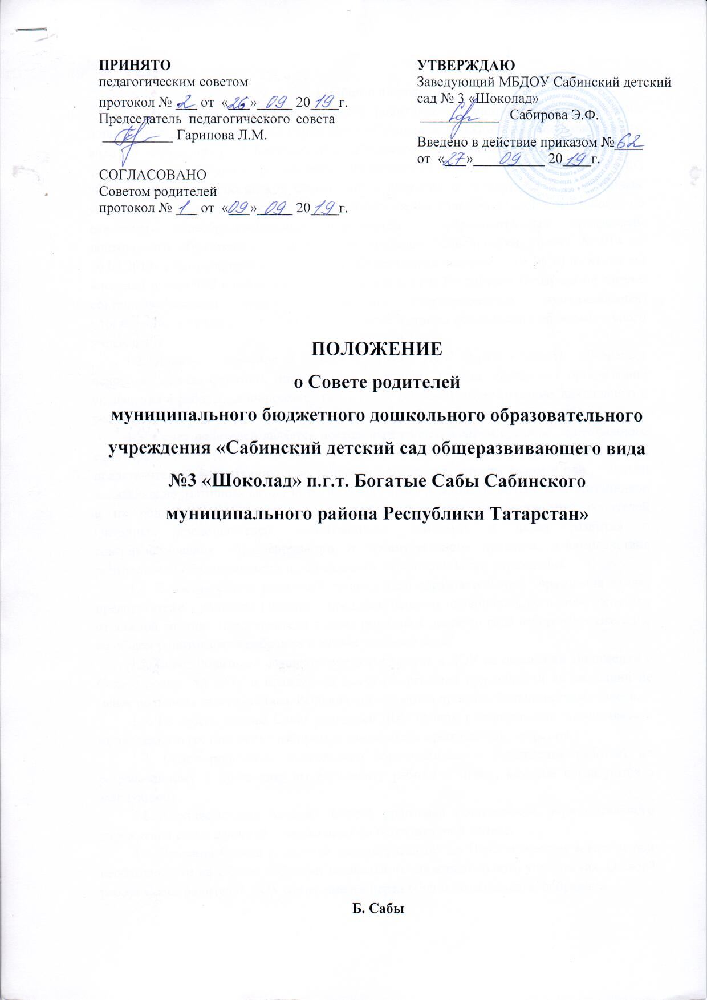 ПРИНЯТО
педагогическим советом
протокол № 2 от «26» 09 2019г.
Председатель педагогического совета
Гарипова Л.М.
СОГЛАСОВАНО
Советом родителей
протокол № 1 от «09» 09 2019г.
УТВЕРЖДАЮ
Заведующий МБДОУ Сабинский детский
сад № 3 «Шоколад»
Сабирова Э.Ф.
Введено в действие приказом № 62
от «27» 09 2019г.
ПОЛОЖЕНИЕ
о Совете родителей
муниципального бюджетного дошкольного образовательного
учреждения «Сабинский детский сад общеразвивающего вида
№3 «Шоколад» п.г.т. Богатые Сабы Сабинского
муниципального района Республики Татарстан»
Б. Сабы